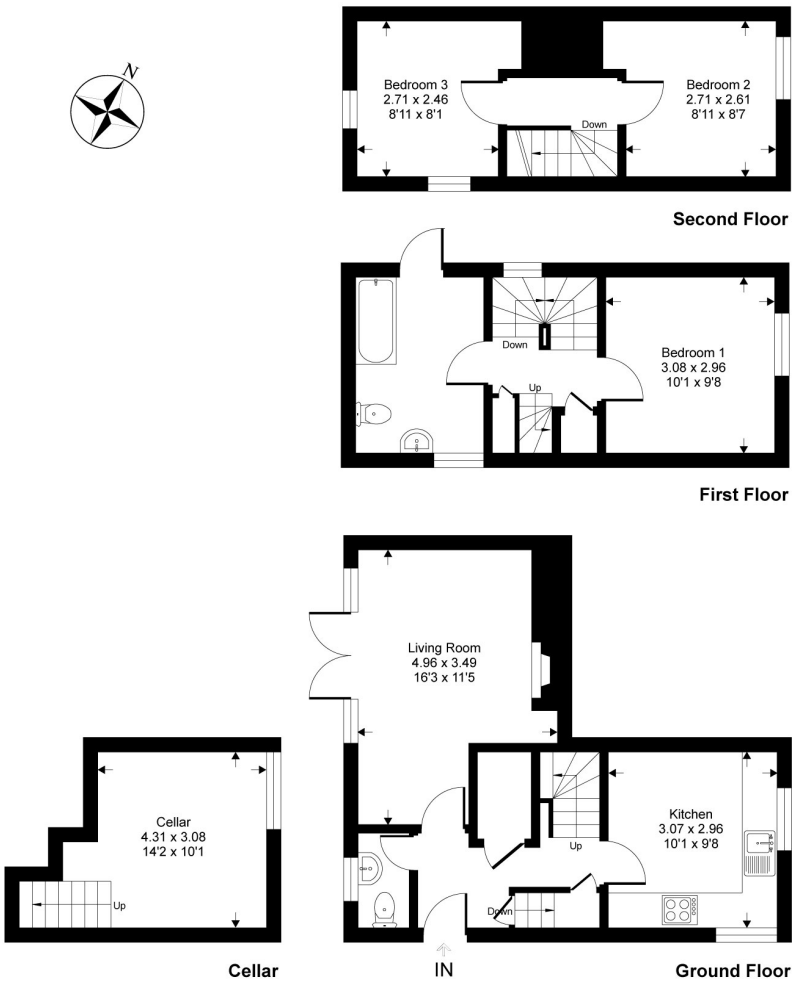 N
Bedroom 3
2.71 x 2.46
8'11 x 8'1
Bedroom 2
2.71 x 2.61
8'11 x 8'7
Down
Second Floor
Down
Up
Bedroom 1
3.08 x 2.96
10'1 x 9'8
First Floor
Living Room
4.96 x 3.49
16'3 x 11'5
Cellar
4.31 x 3.08
14'2 x 10'1
Up
Cellar
Kitchen
3.07 x 2.96
10'1 x 9'8
Up
Down
IN
Ground Floor